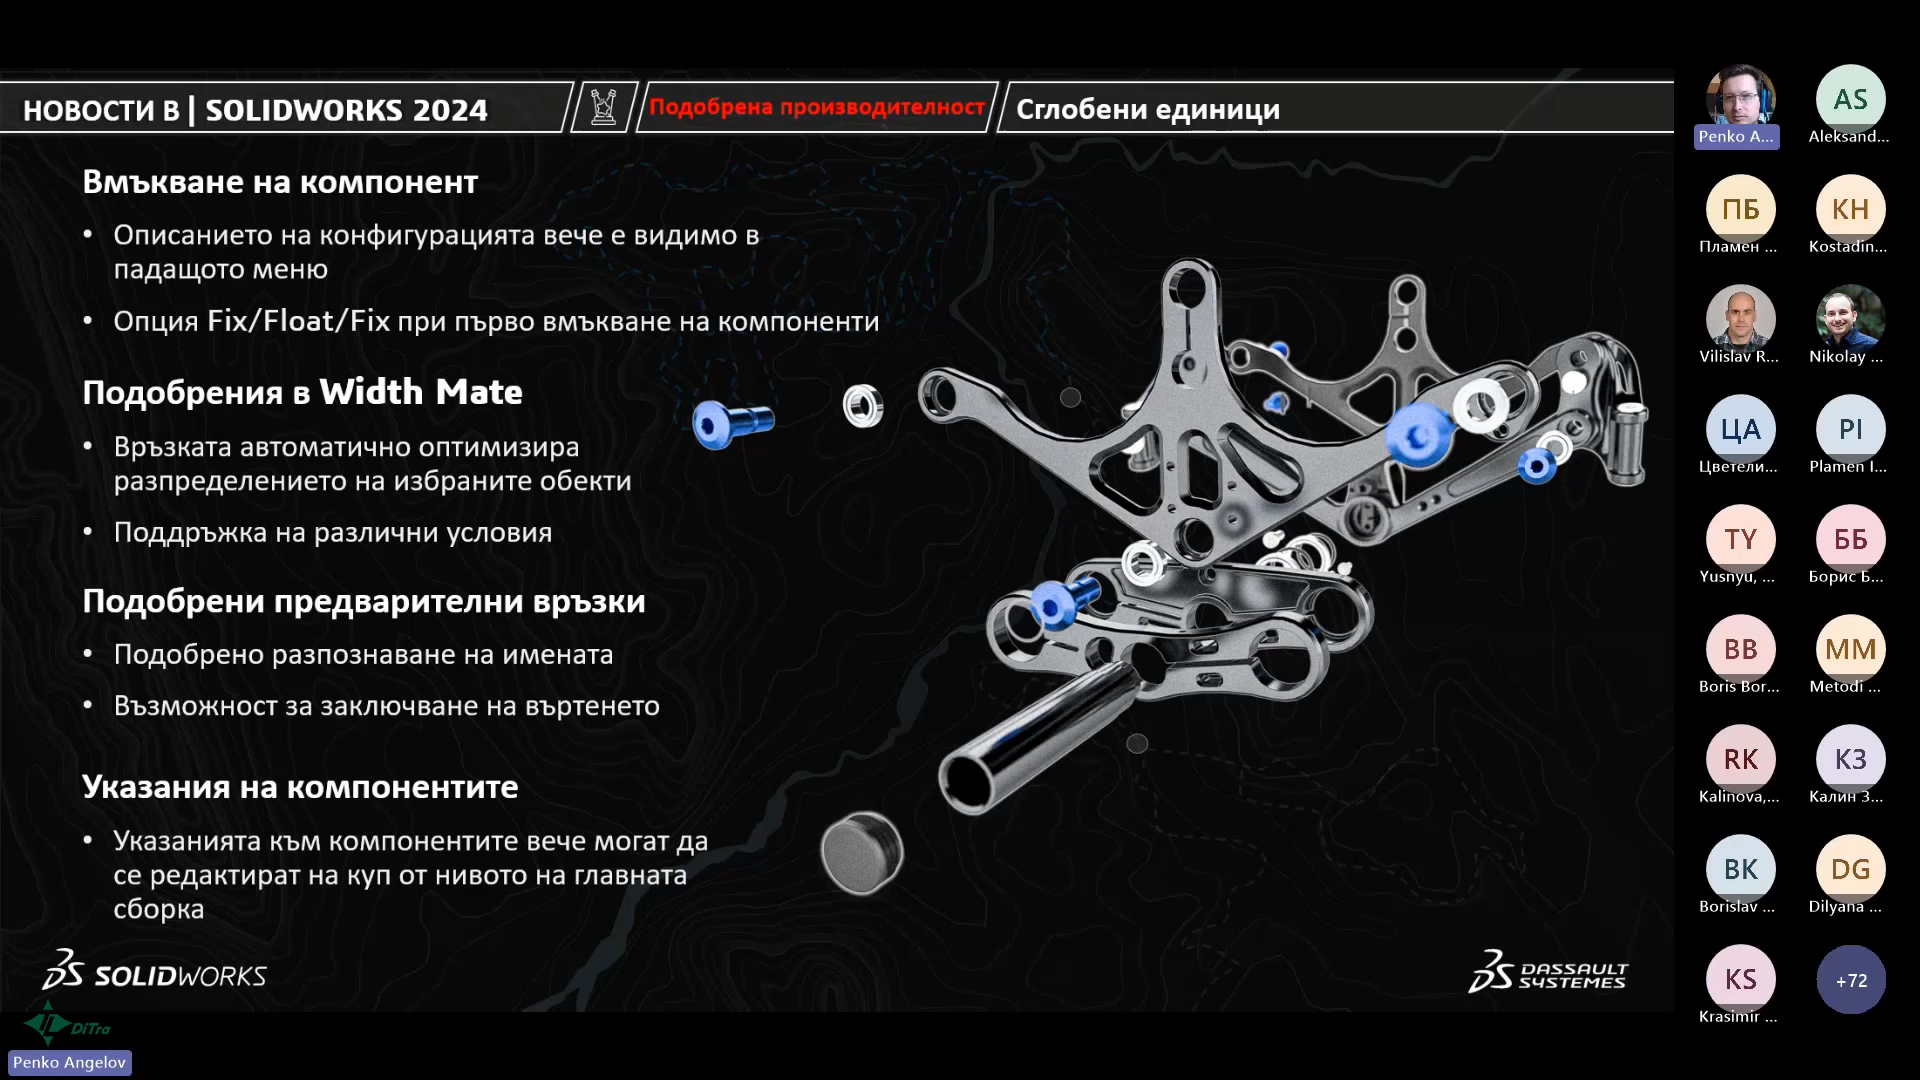 НОВОСТИ В | SOLIDWORKS 2024
Подобрена производителност
Сглобени единици
Вмъкване на компонент
• Описанието на конфигурацията вече е видимо в
падащото меню
• Опция Fix/Float/Fix при първо вмъкване на компоненти
Подобрения в Width Mate
• Връзката автоматично оптимизира
разпределението на избраните обекти
• Поддръжка на различни условия
Подобрени предварителни връзки
• Подобрено разпознаване на имената
• Възможност за заключване на въртенето
Указания на компонентите
• Указанията към компонентите вече могат да
се редактират на куп от нивото на главната
сборка
SOLIDWORKS
DASSAULT
SYSTEMES
DiTra
Penko Angelov
Penko A...
AS
Aleksand...
ПБ
Пламен ...
КН
Kostadin...
Vilislav R...
Nikolay ...
ЦА
Цветели...
PI
Plamen I...
TY
Yusnyu, ...
ББ
Борис Б...
BB
Boris Bor...
MM
Metodi ...
RK
Kalinova,...
КЗ
Калин З...
BK
Borislav ...
DG
Dilyana ...
KS
Krasimir ...
+72